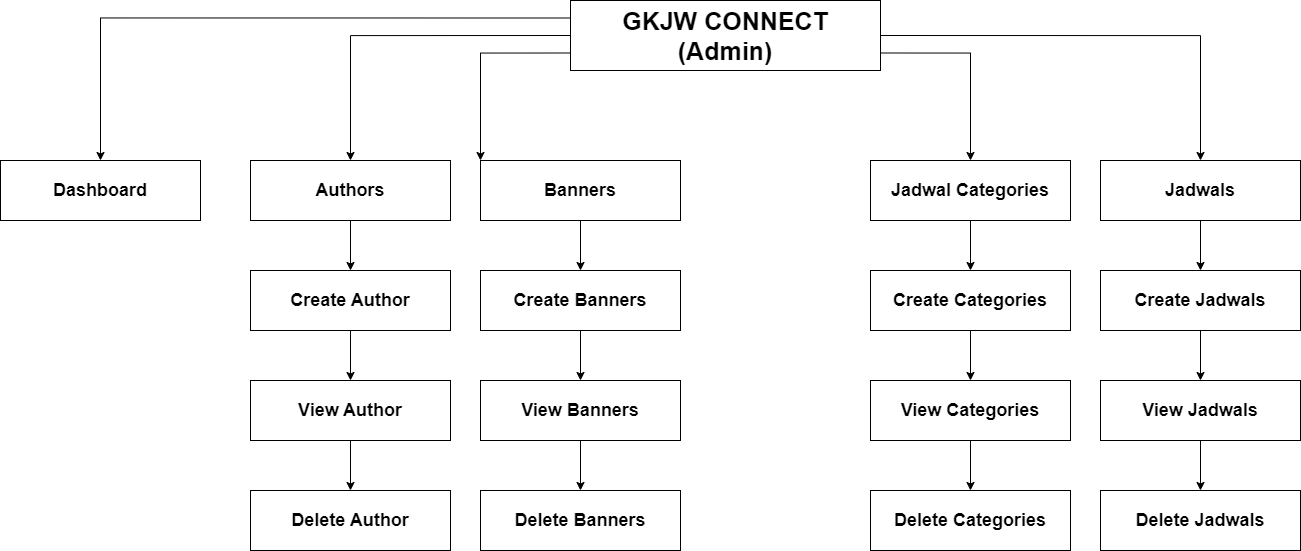 GKJW CONNECT
(Admin)
Dashboard
Authors
Banners
Jadwal Categories
Jadwals
Create Author
Create Banners
Create Categories
Create Jadwals
View Author
View Banners
View Categories
View Jadwals
Delete Author
Delete Banners
Delete Categories
Delete Jadwals